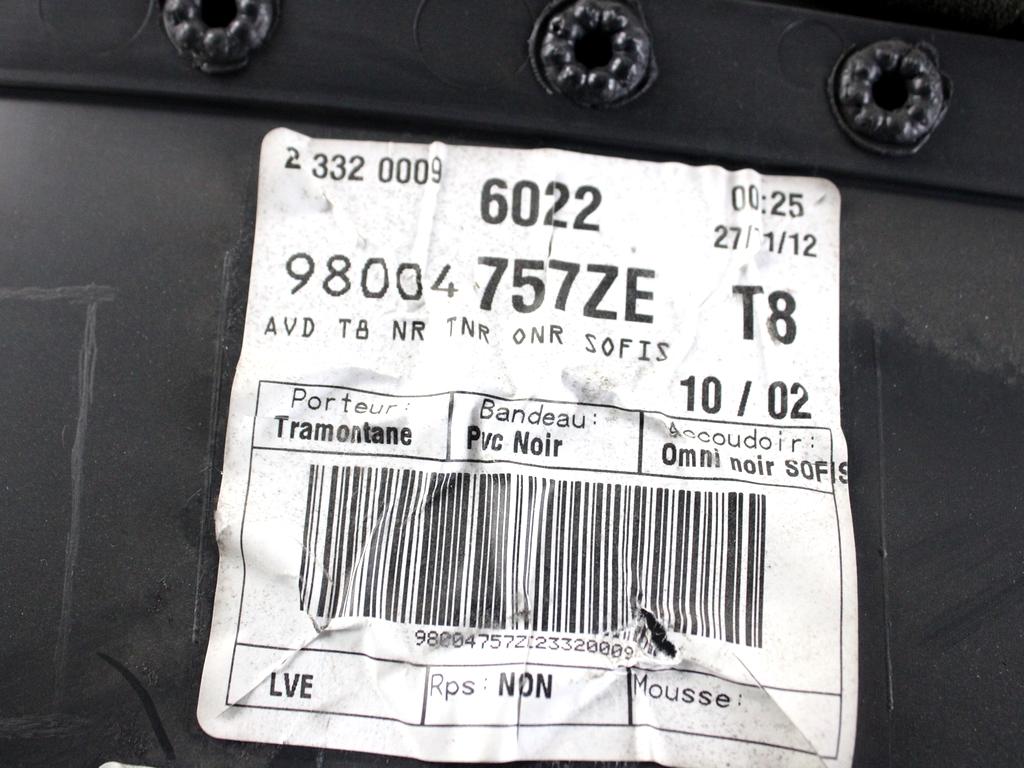 2 332 0009
6022
00:25
27/11/12
98004 757ZE
T8
AVD T8 NR TNR ONR SOFIS
10 / 02
Porteur: Bandeau: Accoudoir:
Tramontane Pvc Noir Omni noir SOFIS
LVE Rps: NON Mousse: